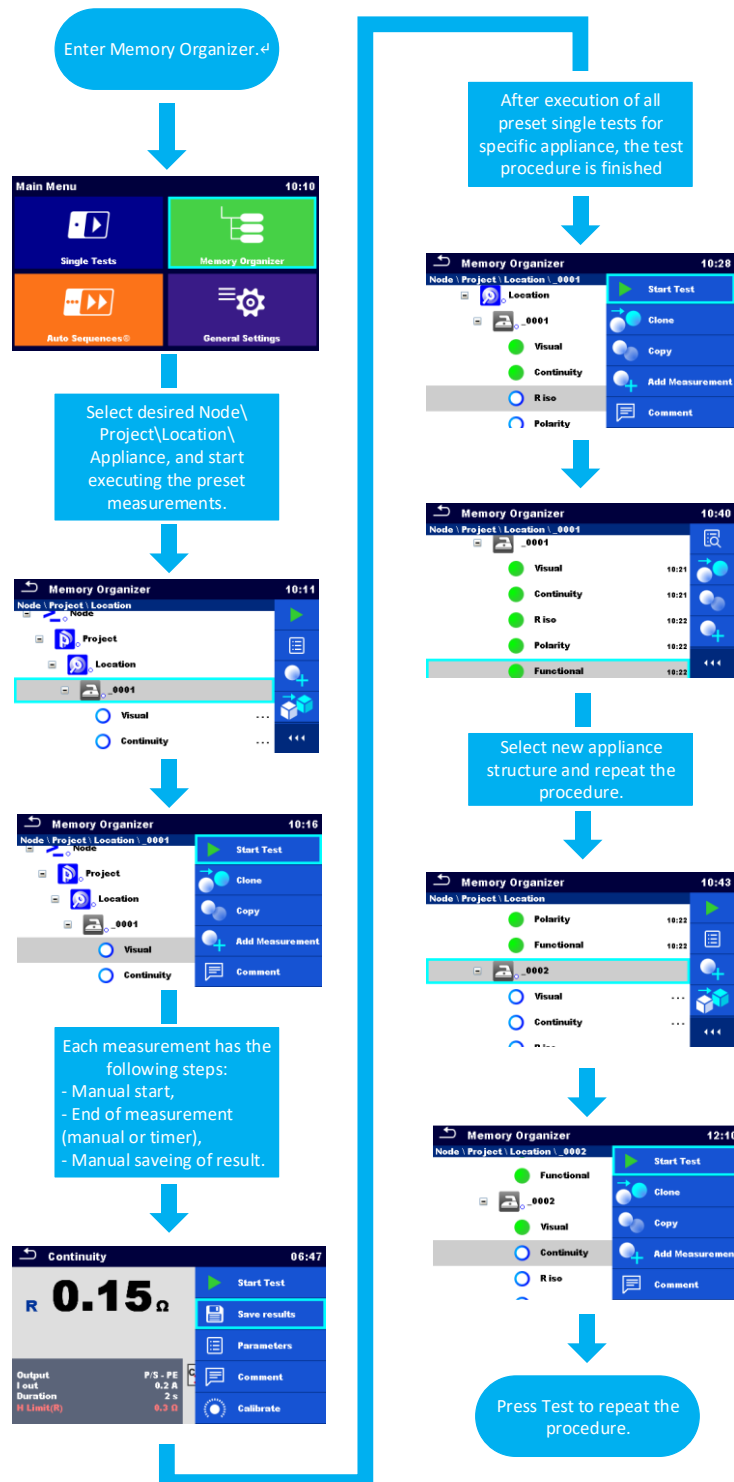 Enter Memory Organizer.↵
Main Menu 10:10
Single Tests Memory Organizer
Auto Sequences® General Settings
Select desired Node\
Project\Location\
Appliance, and start
executing the preset
measurements.
Memory Organizer 10:11
Node \ Project \ Location
Node
Project
Location
_0001
Visual ...
Continuity ...
Memory Organizer 10:16
Node \ Project \ Location \ _0001
Node
Project
Location
_0001
Visual
Continuity
Start Test
Clone
Copy
Add Measurement
Comment
Each measurement has the
following steps:
- Manual start,
- End of measurement
(manual or timer),
- Manual saveing of result.
Continuity 06:47
R 0.15 Ω
Output P/S - PE
I out 0.2 A
Duration 2 s
H Limit(R) 0.3 Ω
Start Test
Save results
Parameters
Comment
Calibrate
After execution of all
preset single tests for
specific appliance, the test
procedure is finished
Memory Organizer 10:28
Node \ Project \ Location \ _0001
Location
_0001
Visual
Continuity
R iso
Polarity
Start Test
Clone
Copy
Add Measurement
Comment
Memory Organizer 10:40
Node \ Project \ Location \ _0001
_0001
Visual 10:21
Continuity 10:21
R iso 10:22
Polarity 10:22
Functional 10:22
Select new appliance
structure and repeat the
procedure.
Memory Organizer 10:43
Node \ Project \ Location
Polarity 10:22
Functional 10:22
_0002
Visual ...
Continuity ...
R iso
Memory Organizer 12:10
Node \ Project \ Location \ _0002
Functional
_0002
Visual
Continuity
R iso
Start Test
Clone
Copy
Add Measuremen
Comment
Press Test to repeat the
procedure.